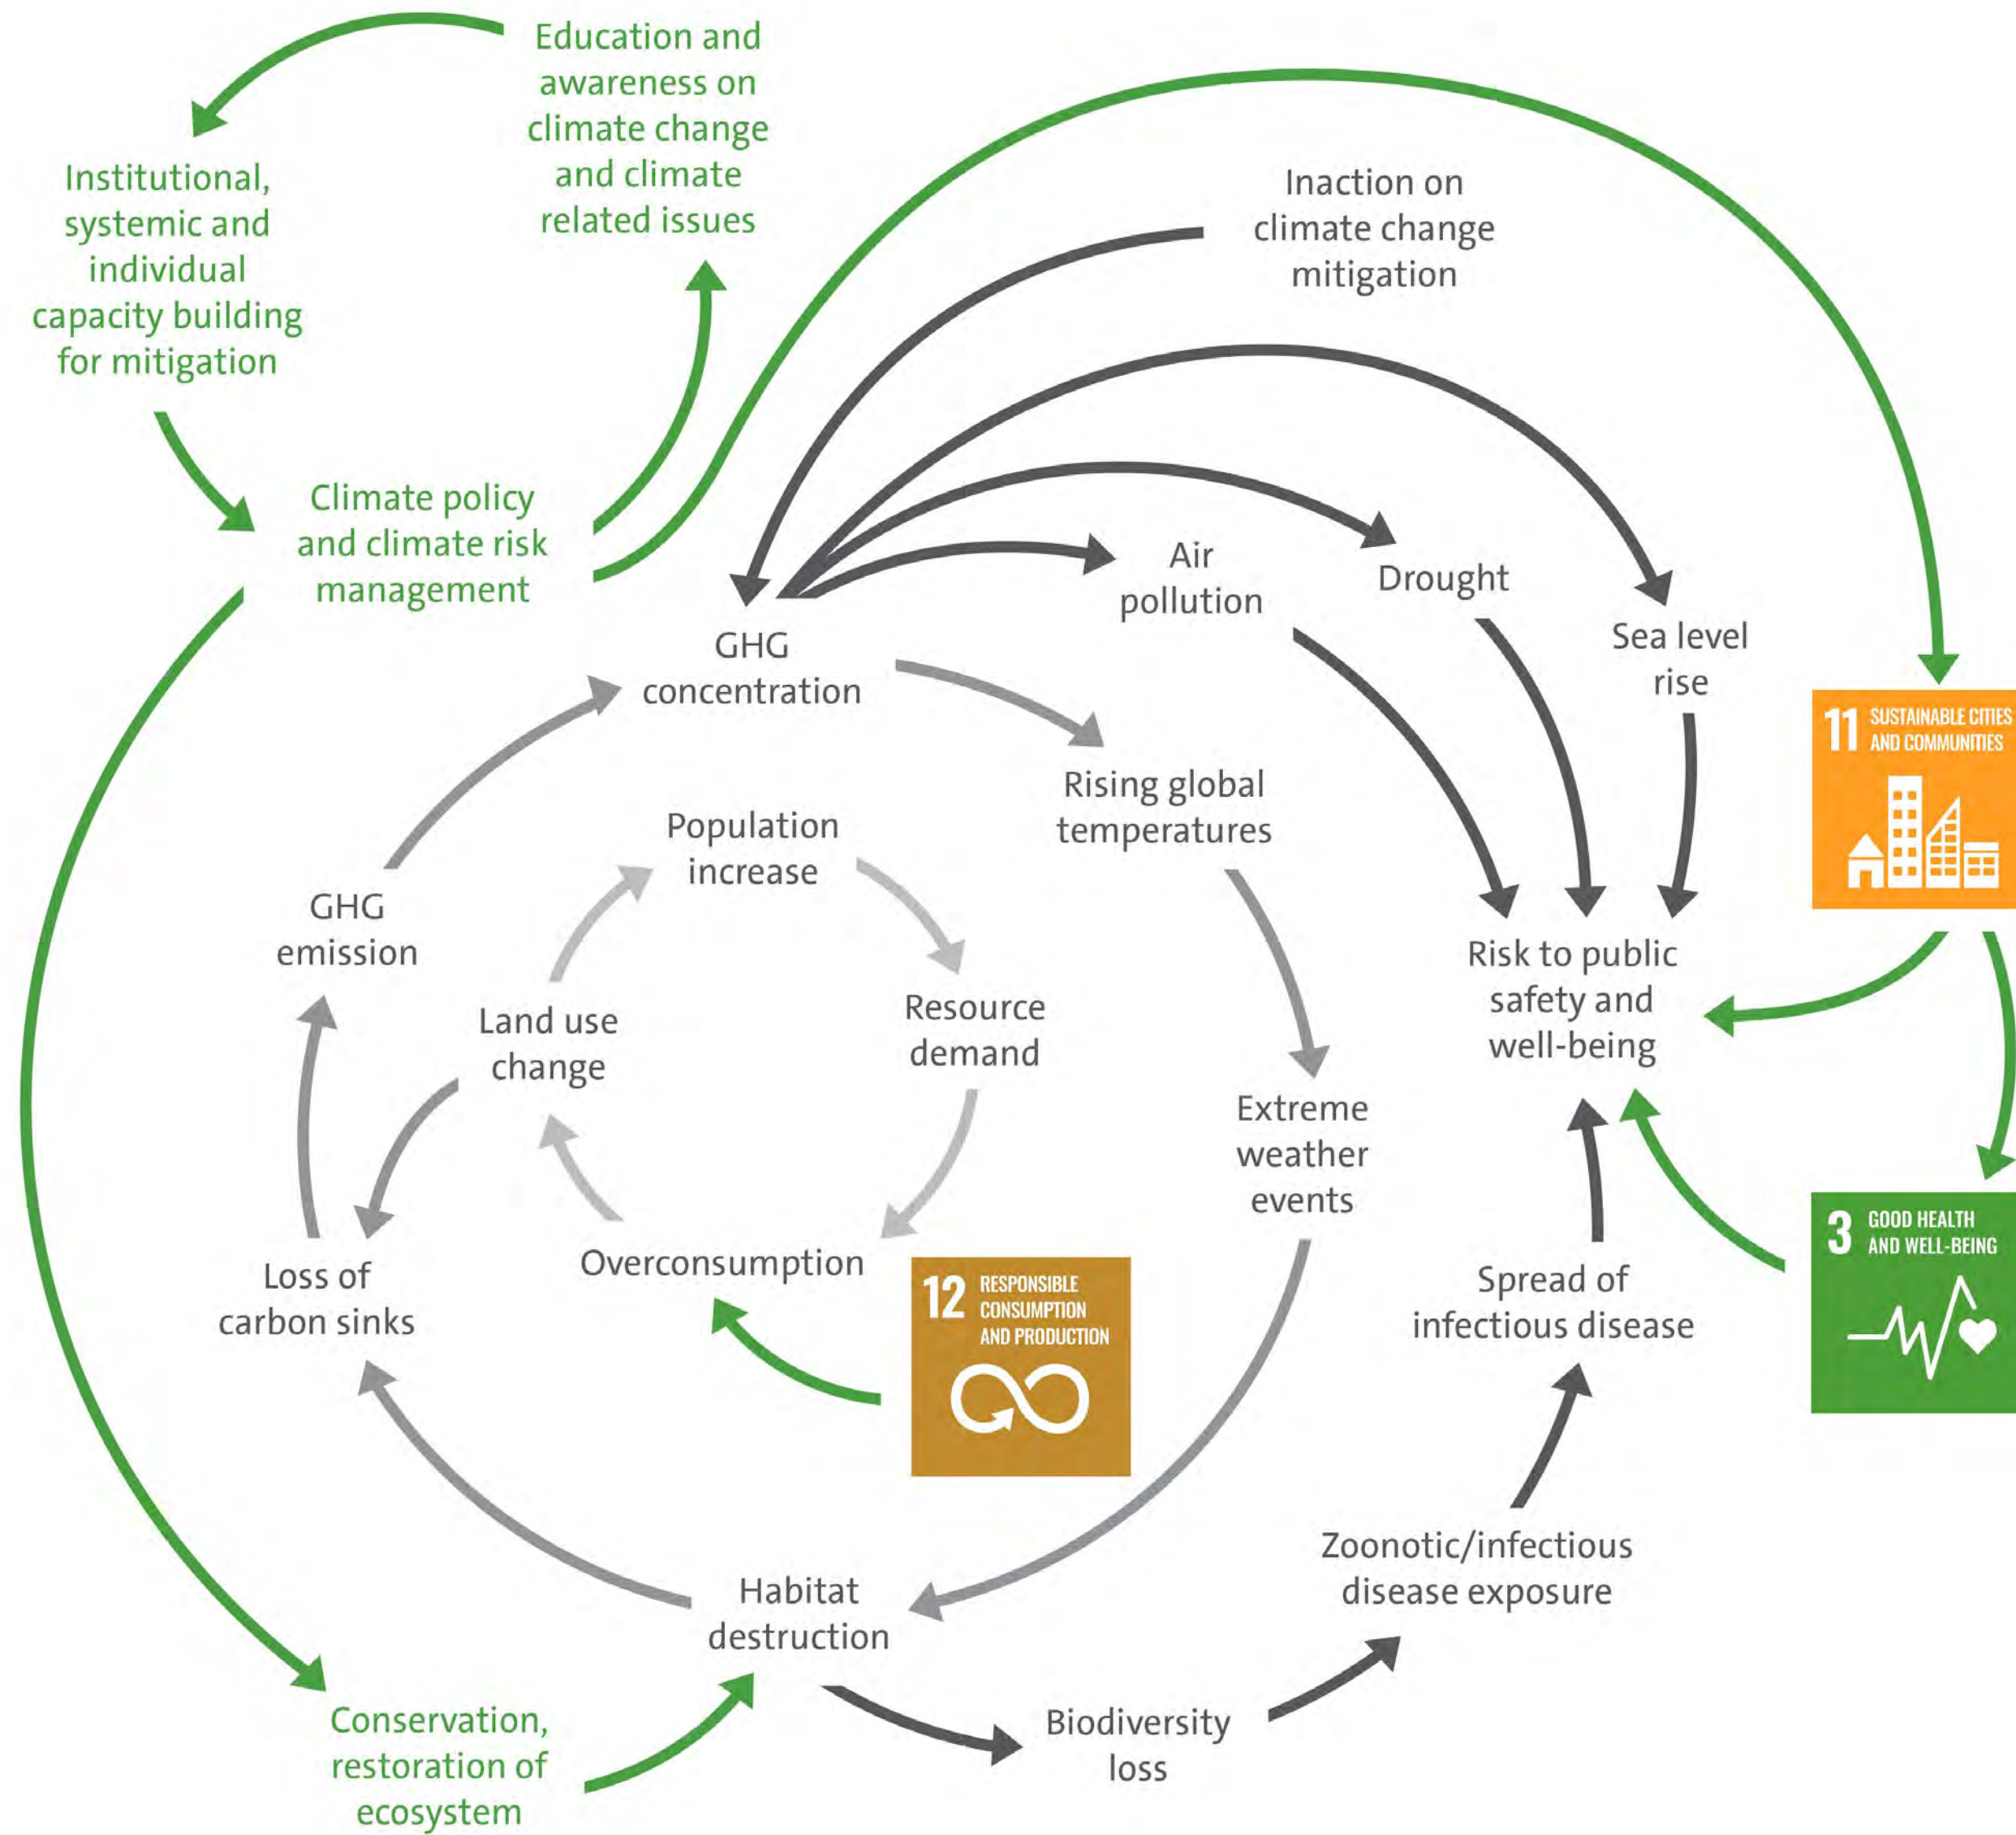 Education and
awareness on
climate change
and climate
related issues
Institutional,
systemic and
individual
capacity building
for mitigation
Inaction on
climate change
mitigation
Climate policy
and climate risk
management
Air
pollution
Drought
Sea level
rise
GHG
concentration
11 SUSTAINABLE CITIES
AND COMMUNITIES
Rising global
temperatures
Population
increase
GHG
emission
Risk to public
safety and
well-being
Land use
change
Resource
demand
Extreme
weather
events
3 GOOD HEALTH
AND WELL-BEING
Loss of
carbon sinks
Overconsumption
12 RESPONSIBLE
CONSUMPTION
AND PRODUCTION
Spread of
infectious disease
Zoonotic/infectious
disease exposure
Habitat
destruction
Biodiversity
loss
Conservation,
restoration of
ecosystem